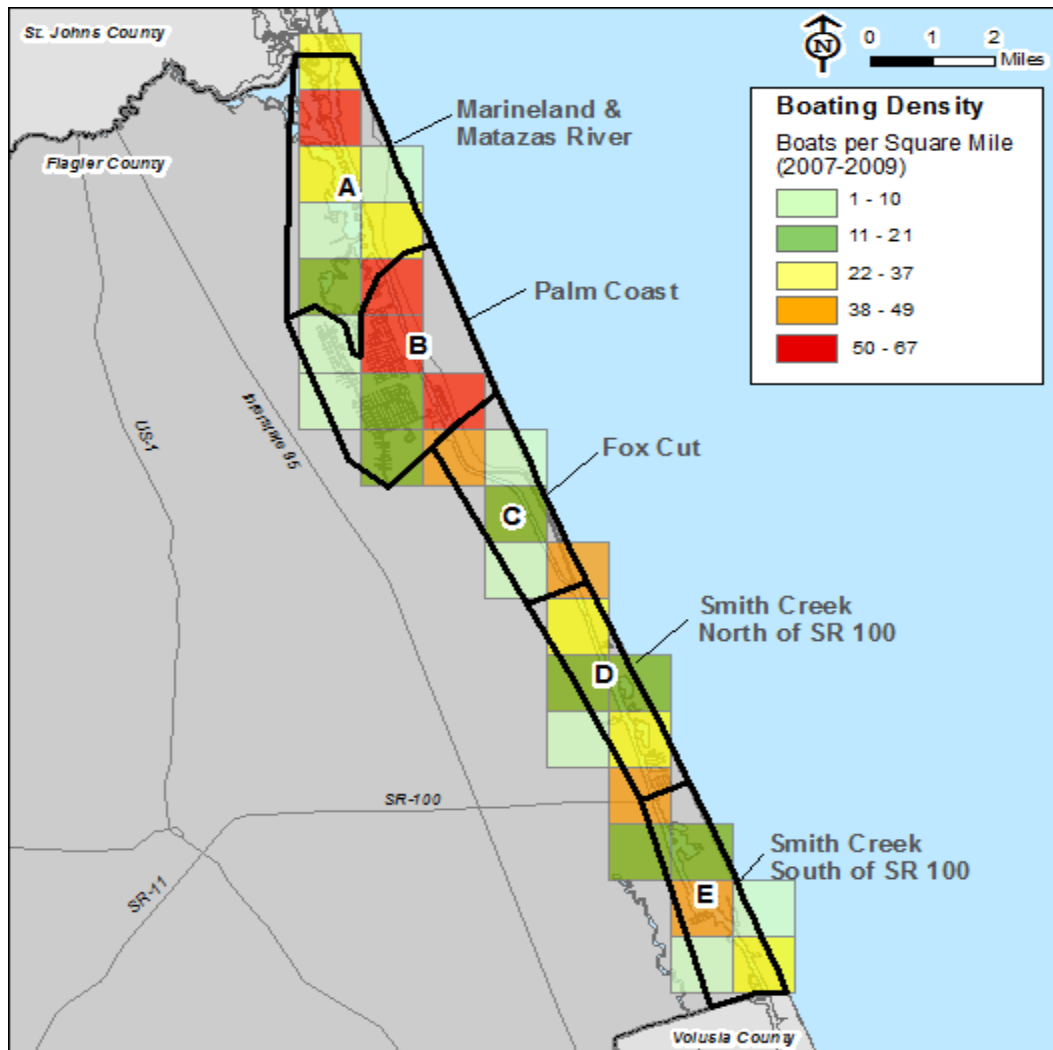 St. Johns County
N
0 1 2
Miles
Boating Density
Boats per Square Mile
(2007-2009)
1 - 10
11 - 21
22 - 37
38 - 49
50 - 67
Marineland &
Matazas River
Flagler County
A
Palm Coast
B
US-1
Interstate 95
Fox Cut
C
Smith Creek
North of SR 100
D
SR-100
Smith Creek
South of SR 100
SR-11
E
Volusia County